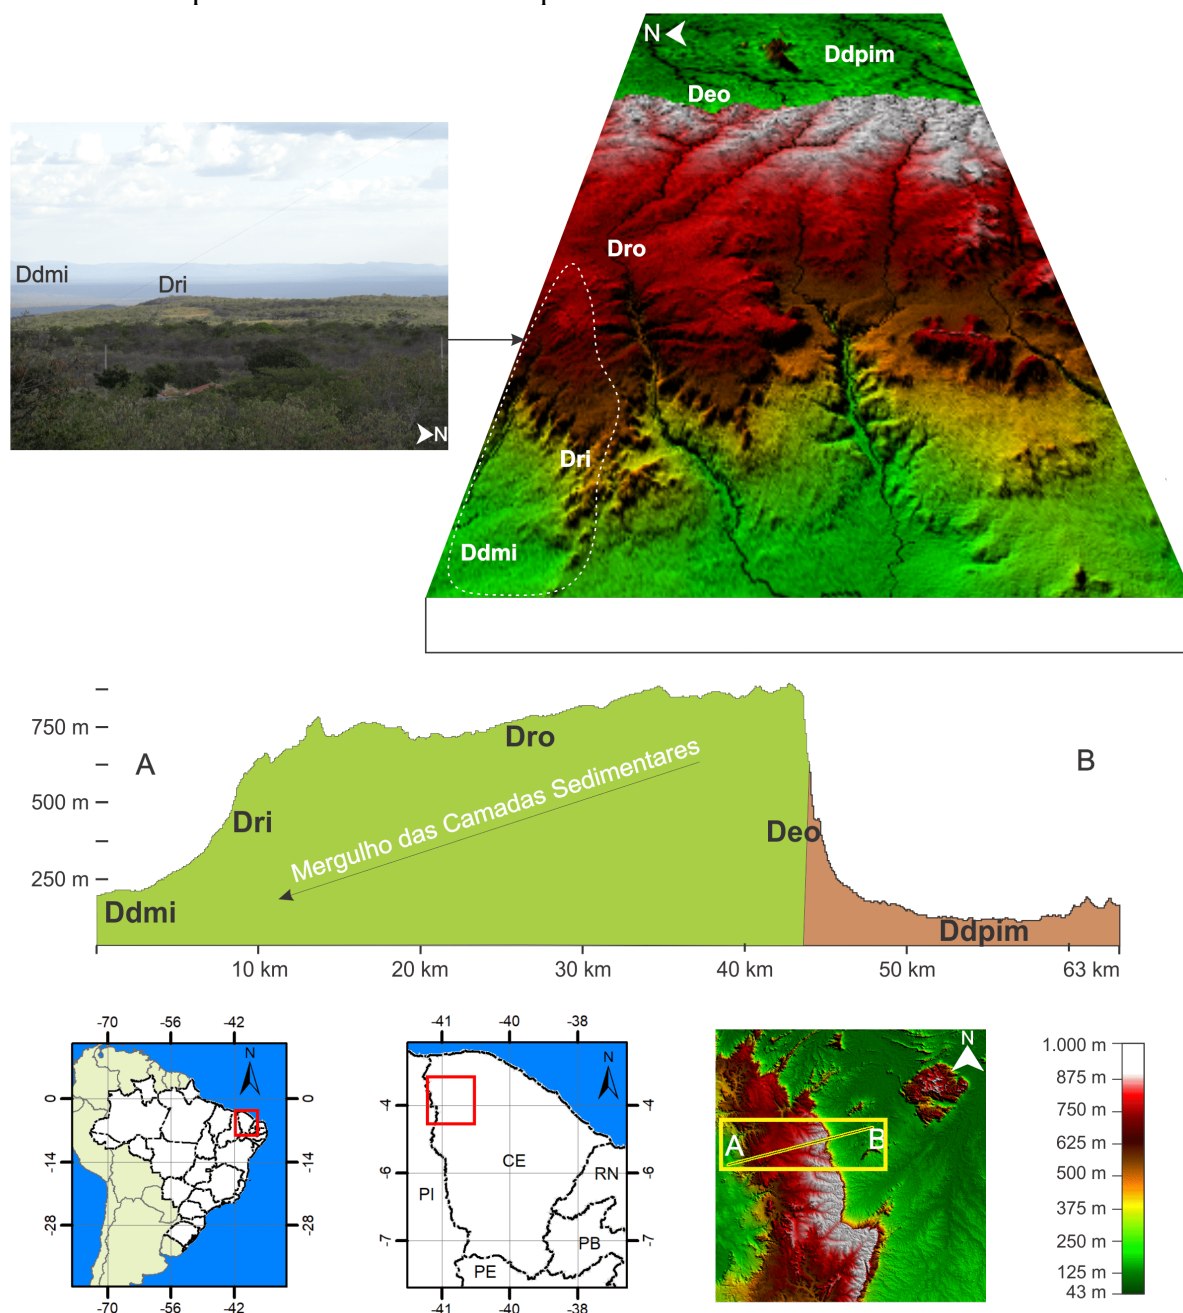 N
Ddpim
Deo
Ddmi
Dri
Dro
N
Dri
Ddmi
750 m
500 m
250 m
A
B
Dro
Mergulho das Camadas Sedimentares
Dri
Deo
Ddmi
Ddpim
10 km
20 km
30 km
40 km
50 km
63 km
-70
-56
-42
N
0
0
-14
-14
-28
-28
-70
-56
-42
-41
-40
-38
N
4
4
CE
RN
-6
-6
PI
PB
-7
-7
PE
-41
-40
-38
N
A
B
1.000 m
875 m
750 m
625 m
500 m
375 m
250 m
125 m
43 m